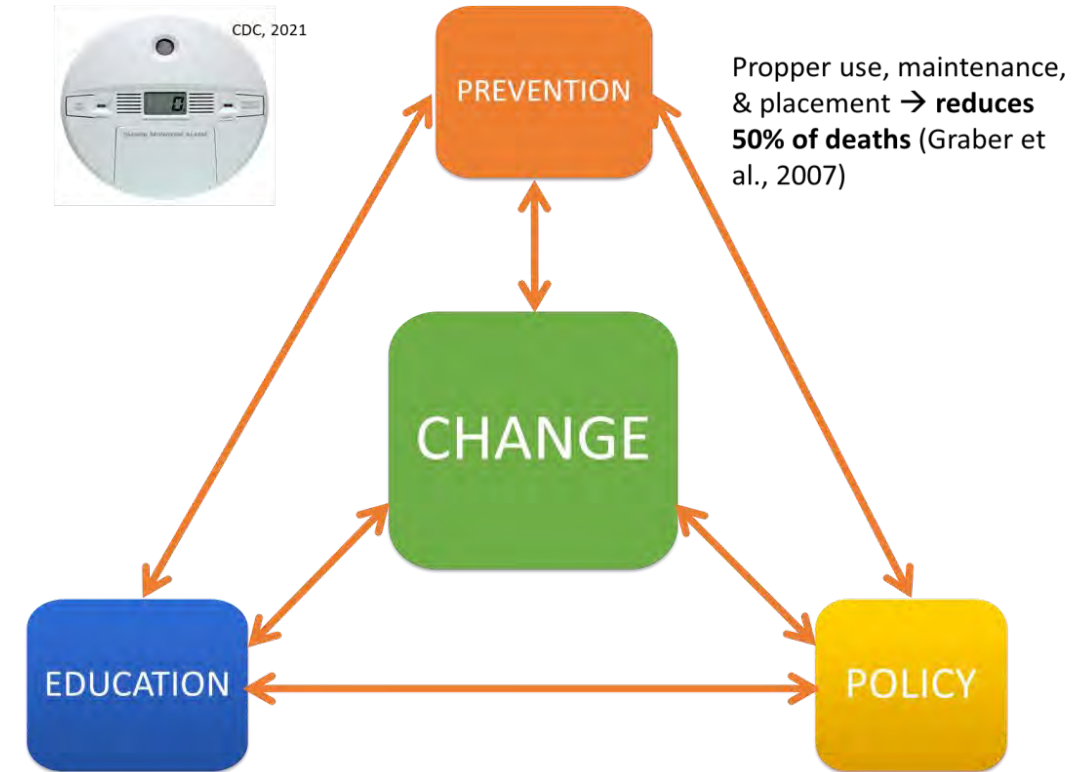 CDC, 2021
PREVENTION
Propper use, maintenance,
& placement → reduces
50% of deaths (Graber et
al., 2007)
CHANGE
EDUCATION
POLICY